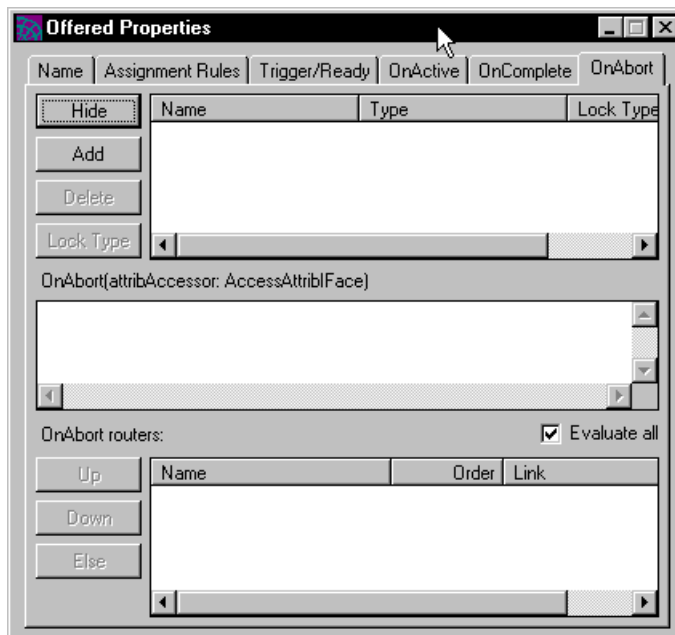 Offered Properties
Name Assignment Rules Trigger/Ready OnActive OnComplete OnAbort
Hide Name Type Lock Type
Add
Delete
Lock Type
OnAbort(attribAccessor: AccessAttribIFace)
OnAbort routers: Evaluate all
Up Name Order Link
Down
Else